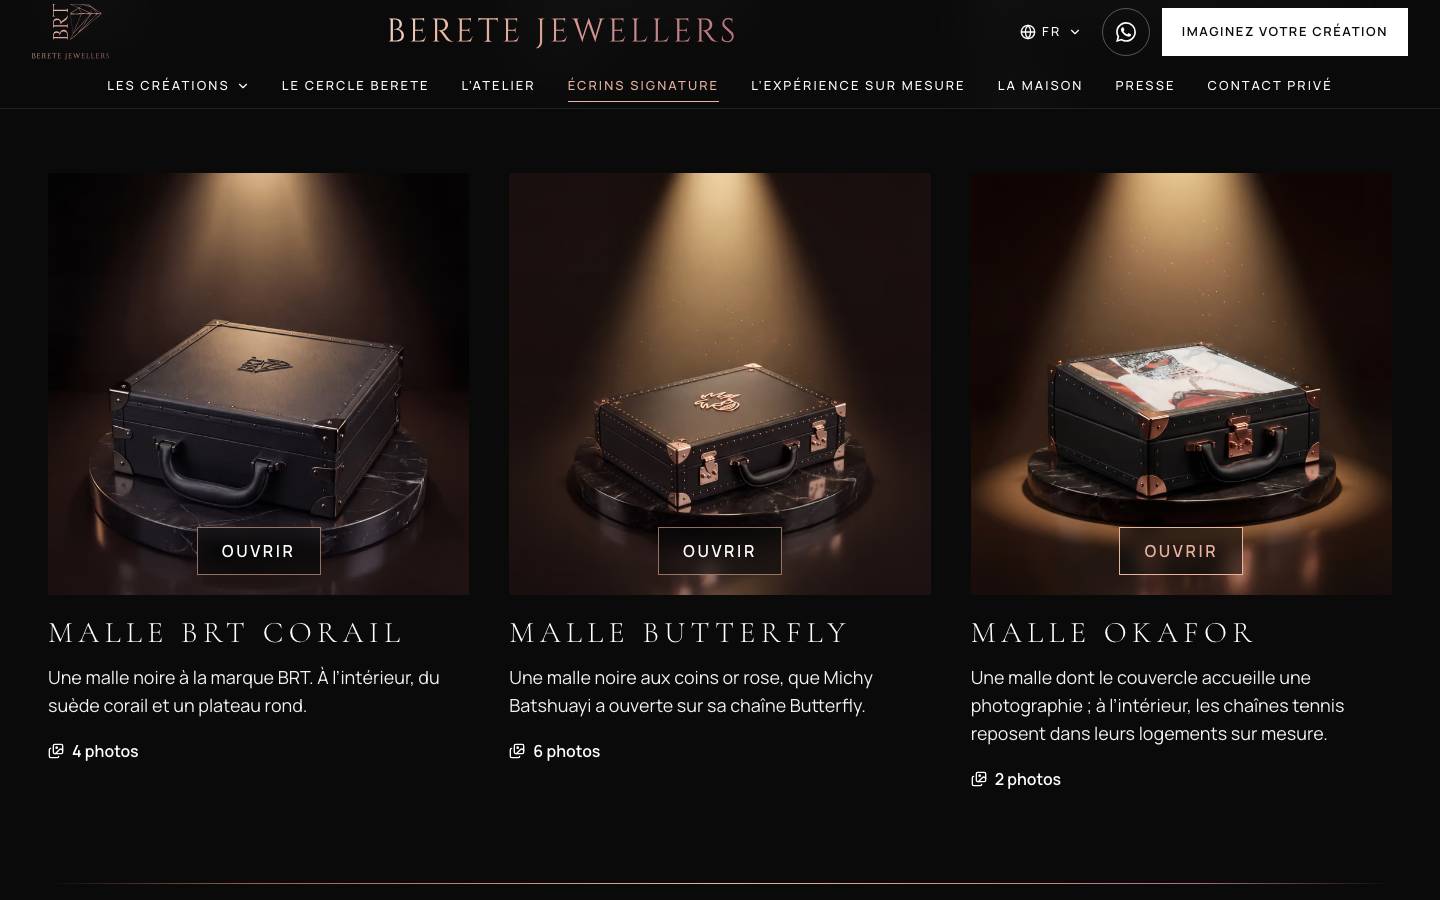 BRT
BERETE JEWELLERS
BERETE JEWELLERS
FR
IMAGINEZ VOTRE CRÉATION
LES CRÉATIONS
LE CERCLE BERETE
L'ATELIER
ÉCRINS SIGNATURE
L'EXPÉRIENCE SUR MESURE
LA MAISON
PRESSE
CONTACT PRIVÉ
OUVRIR
OUVRIR
OUVRIR
MALLE BRT CORAIL
Une malle noire à la marque BRT. À l’intérieur, du
suède corail et un plateau rond.
4 photos
MALLE BUTTERFLY
Une malle noire aux coins or rose, que Michy
Batshuayi a ouverte sur sa chaîne Butterfly.
6 photos
MALLE OKAFOR
Une malle dont le couvercle accueille une
photographie ; à l’intérieur, les chaînes tennis
reposent dans leurs logements sur mesure.
2 photos